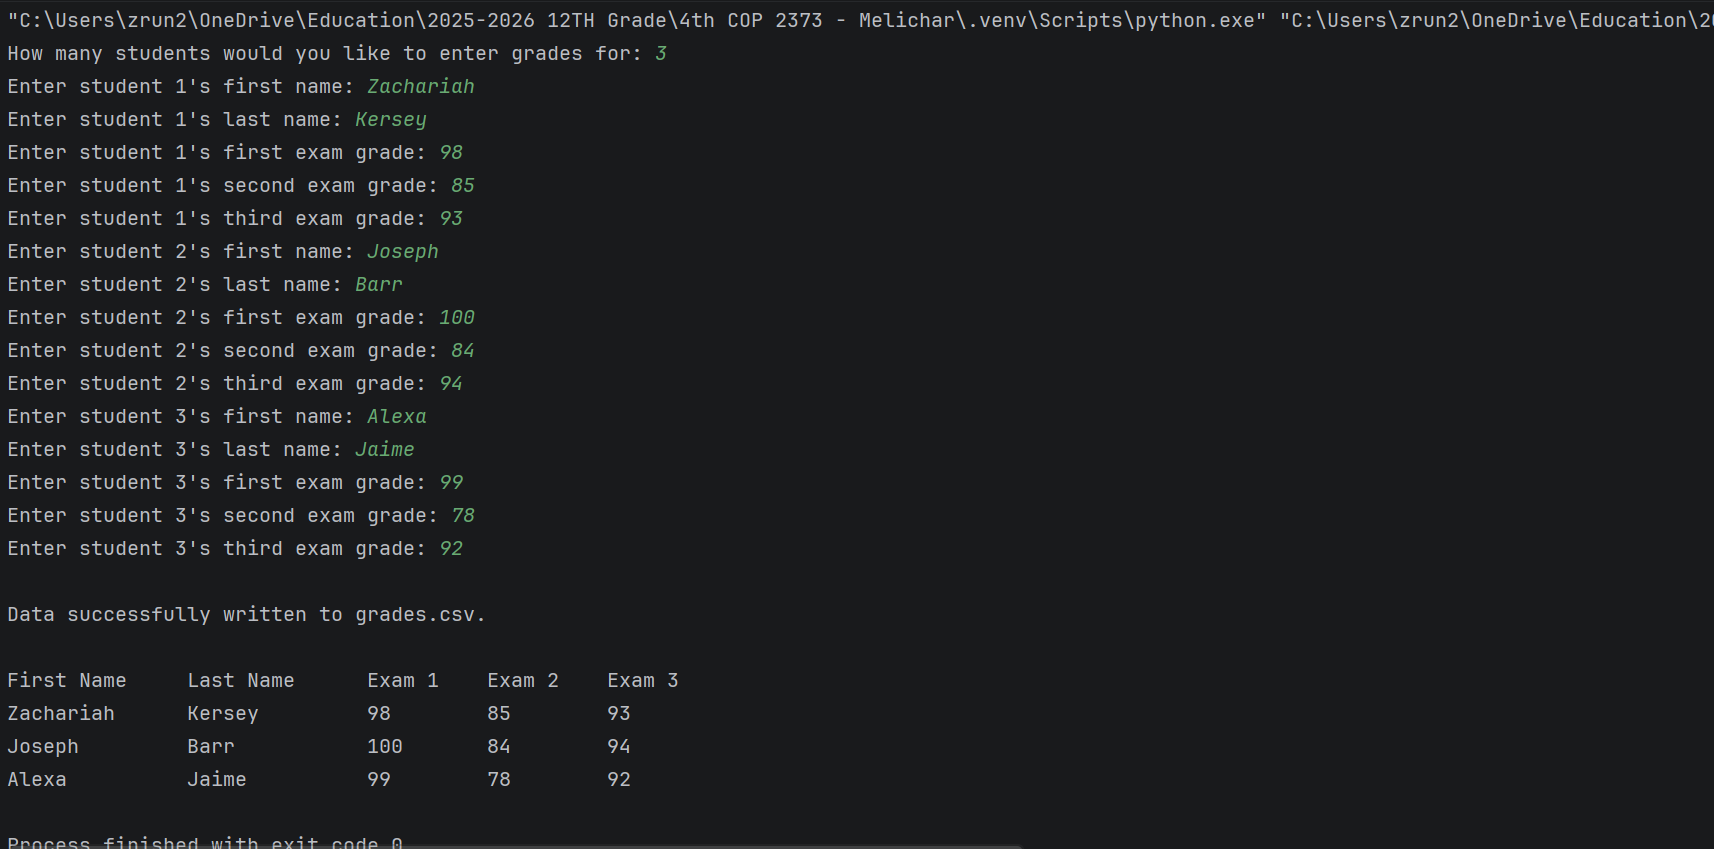 "C:\Users\zrun2\OneDrive\Education\2025-2026 12TH Grade\4th COP 2373 - Melichar\.venv\Scripts\python.exe" "C:\Users\zrun2\OneDrive\Education\20
How many students would you like to enter grades for: 3
Enter student 1's first name: Zachariah
Enter student 1's last name: Kersey
Enter student 1's first exam grade: 98
Enter student 1's second exam grade: 85
Enter student 1's third exam grade: 93
Enter student 2's first name: Joseph
Enter student 2's last name: Barr
Enter student 2's first exam grade: 100
Enter student 2's second exam grade: 84
Enter student 2's third exam grade: 94
Enter student 3's first name: Alexa
Enter student 3's last name: Jaime
Enter student 3's first exam grade: 99
Enter student 3's second exam grade: 78
Enter student 3's third exam grade: 92
Data successfully written to grades.csv.
First Name     Last Name      Exam 1    Exam 2    Exam 3
Zachariah      Kersey         98        85        93
Joseph         Barr           100       84        94
Alexa          Jaime          99        78        92
Process finished with exit code 0